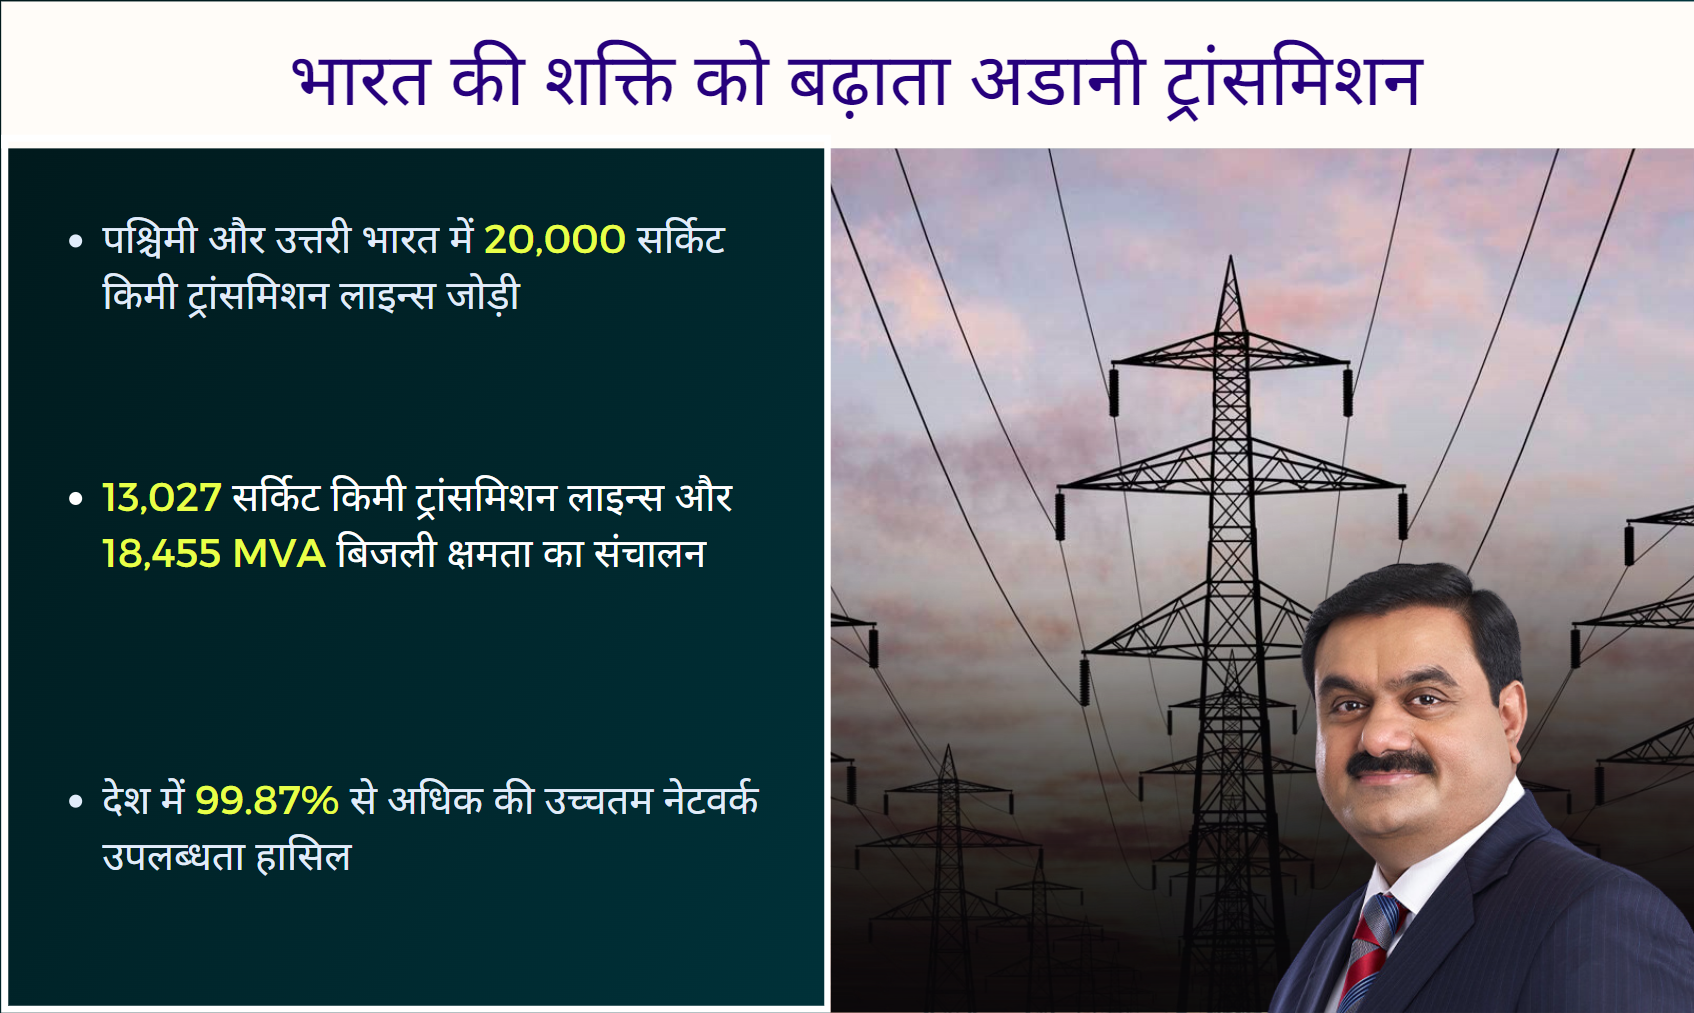 भारत की शक्ति को बढ़ाता अडानी ट्रांसमिशन
• पश्चिमी और उत्तरी भारत में 20,000 सर्किट
किमी ट्रांसमिशन लाइन्स जोड़ी
• 13,027 सर्किट किमी ट्रांसमिशन लाइन्स और
18,455 MVA बिजली क्षमता का संचालन
• देश में 99.87% से अधिक की उच्चतम नेटवर्क
उपलब्धता हासिल